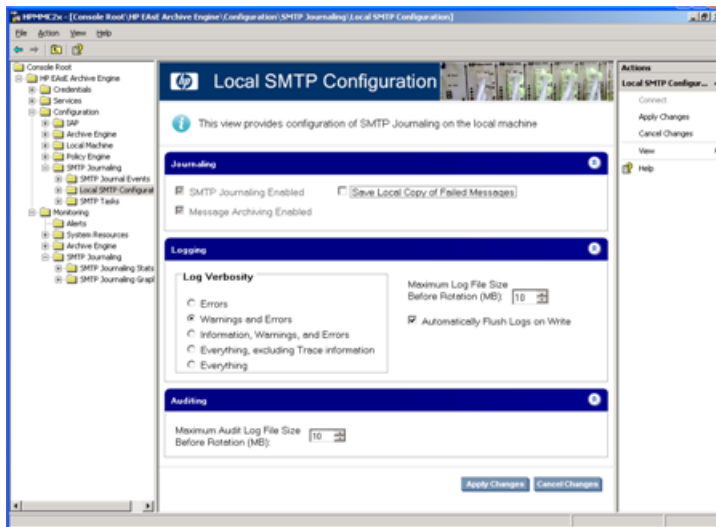 HPMMC2x - [Console Root\HP EAsE Archive Engine\Configuration\SMTP Journaling\Local SMTP Configuration]
File Action View Help
Console Root
HP EAsE Archive Engine
Credentials
Services
Configuration
IAP
Archive Engine
Local Machine
Policy Engine
SMTP Journaling
SMTP Journal Events
Local SMTP Configurat
SMTP Tasks
Monitoring
Alerts
System Resources
Archive Engine
SMTP Journaling
SMTP Journaling Stats
SMTP Journaling Grapl
hp
Local SMTP Configuration
This view provides configuration of SMTP Journaling on the local machine
Journaling
SMTP Journaling Enabled
Save Local Copy of Failed Messages
Message Archiving Enabled
Logging
Log Verbosity
Errors
Warnings and Errors
Information, Warnings, and Errors
Everything, excluding Trace information
Everything
Maximum Log File Size
Before Rotation (MB): 10
Automatically Flush Logs on Write
Auditing
Maximum Audit Log File Size
Before Rotation (MB): 10
Apply Changes Cancel Changes
Actions
Local SMTP Configur...
Connect
Apply Changes
Cancel Changes
View
Help